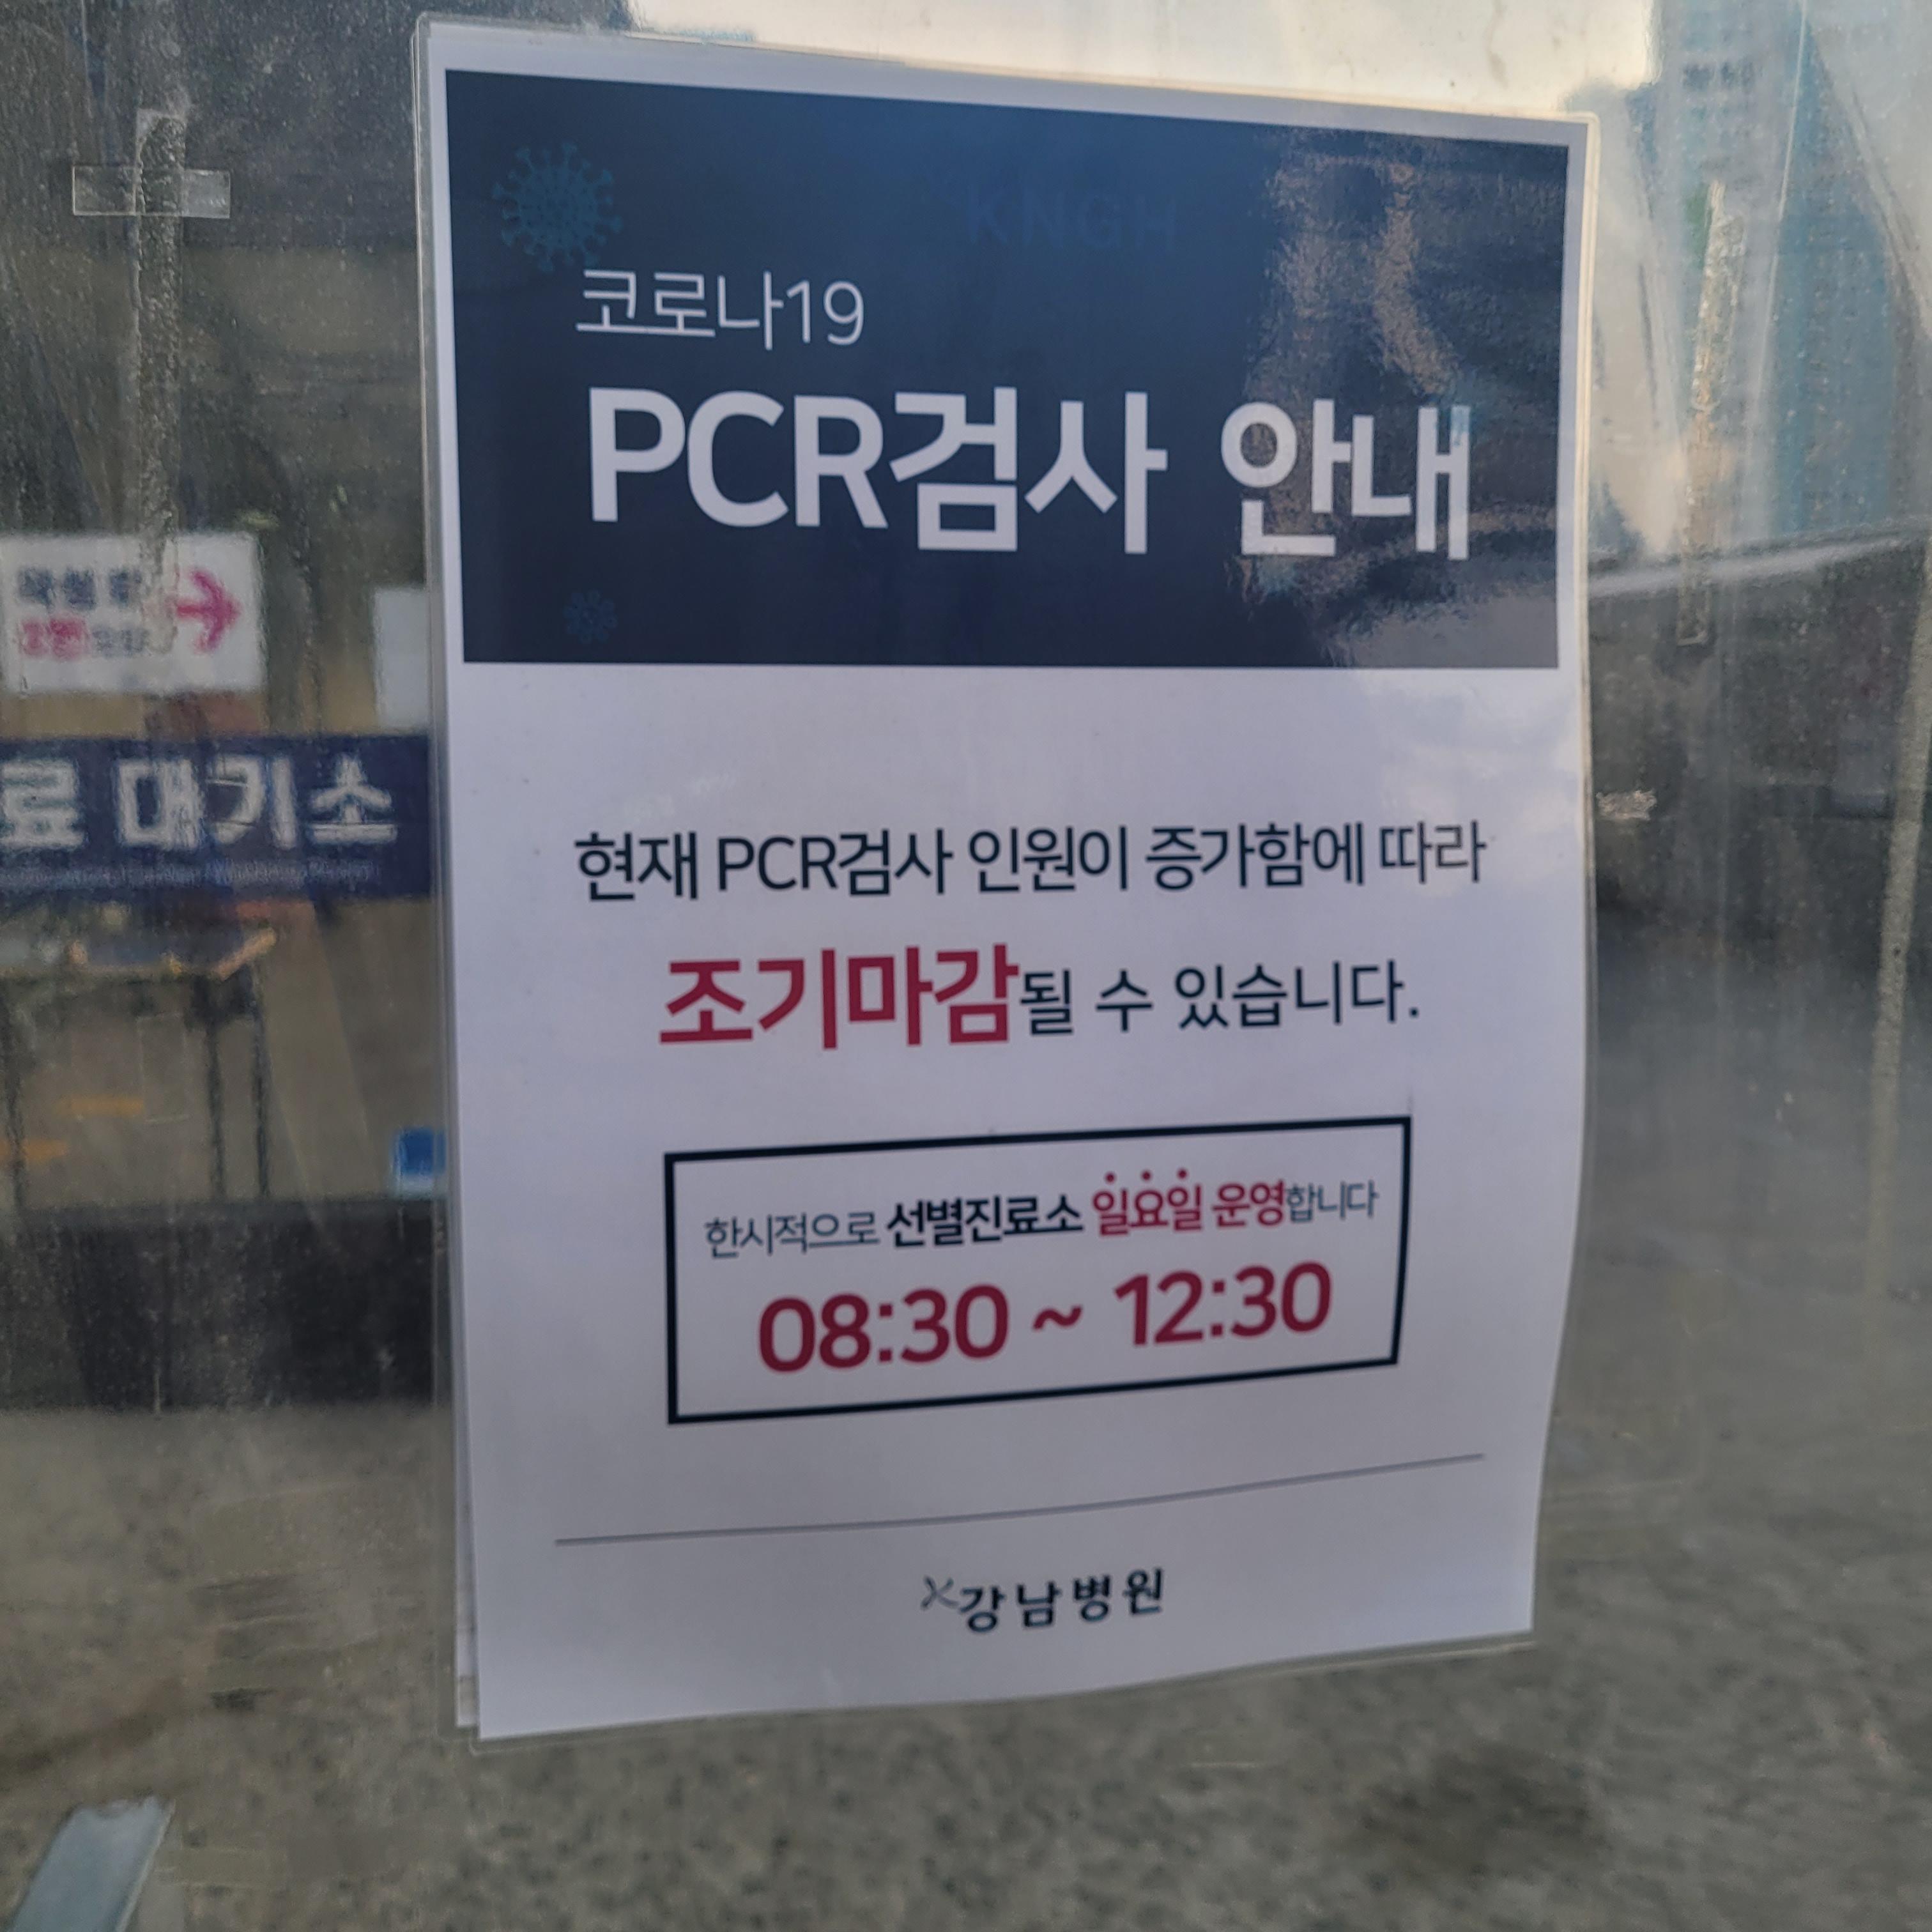 KNGH
코로나19
PCR검사 안내
현재 PCR검사 인원이 증가함에 따라
조기마감될 수 있습니다.
한시적으로 선별진료소 일요일 운영합니다
08:30 ~ 12:30
강남병원
료 대기소